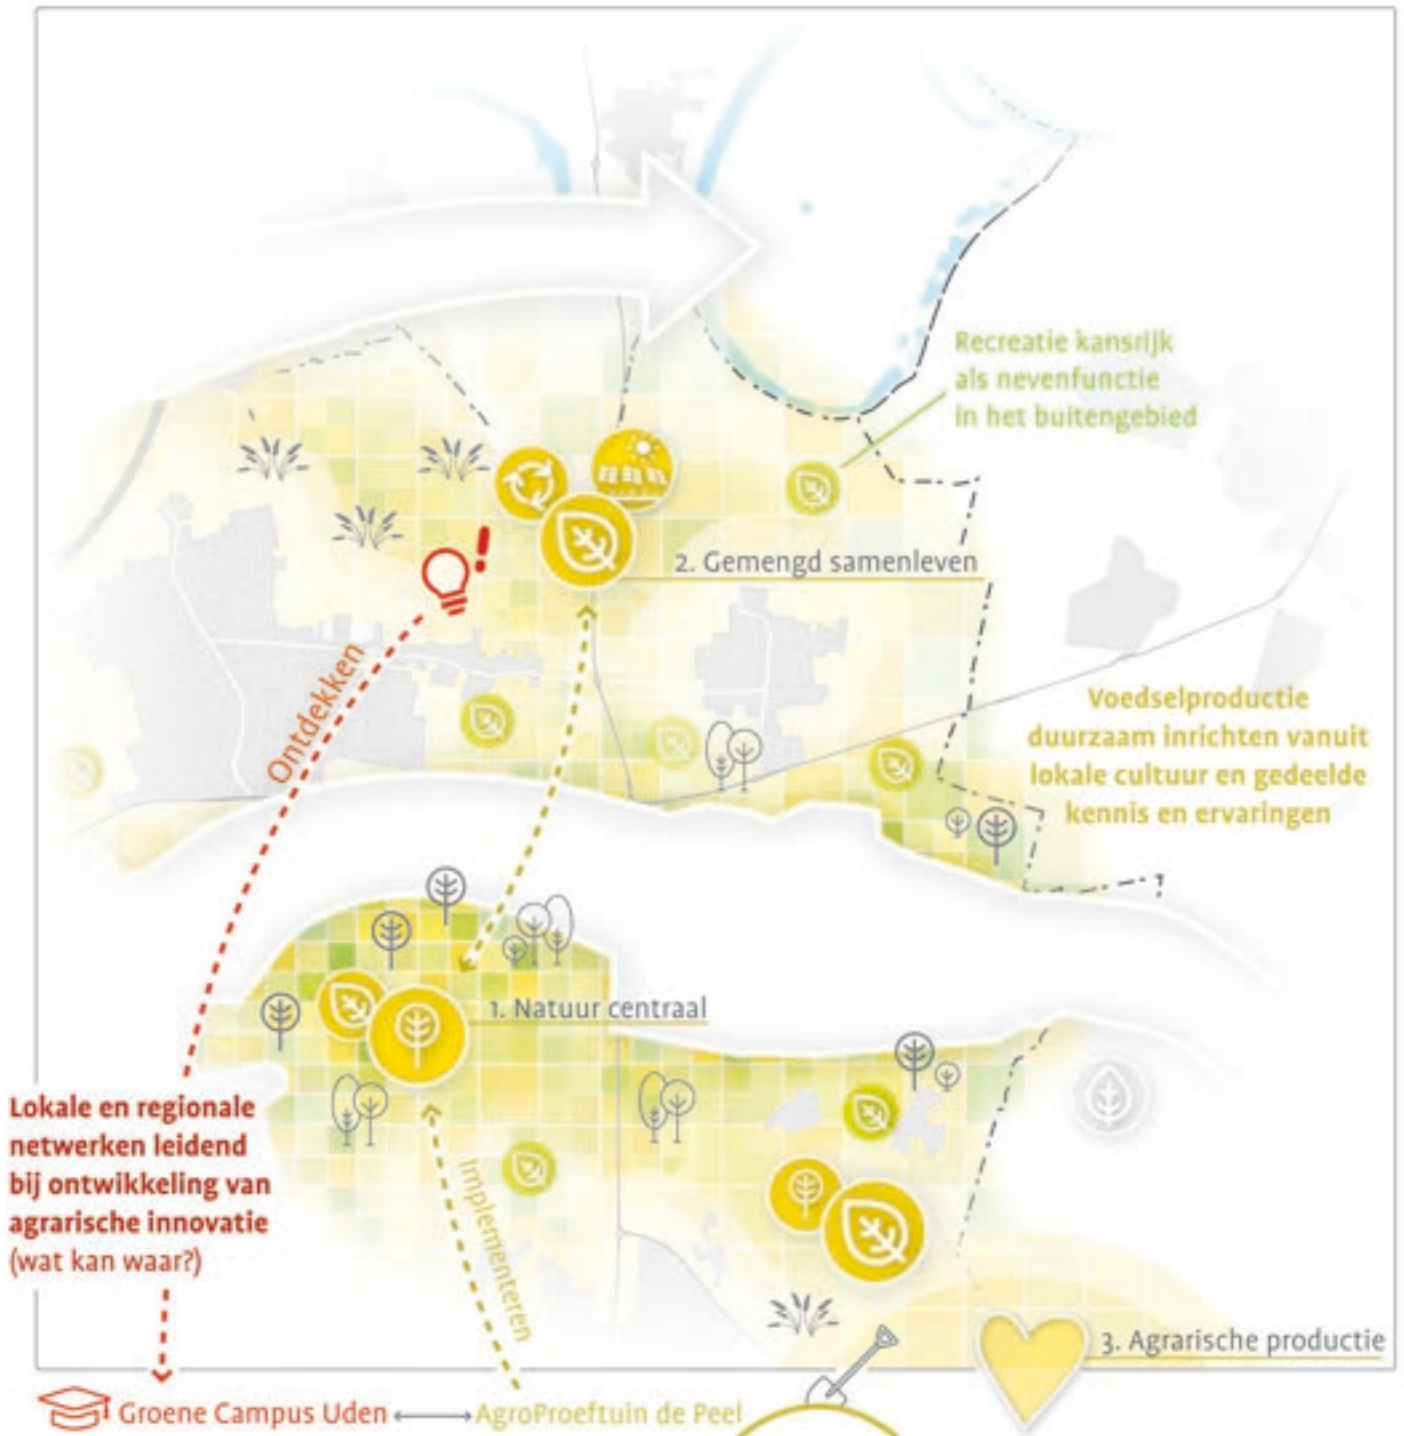 Recreatie kansrijk
als nevenfunctie
in het buitengebied
2. Gemengd samenleven
Ontdekken
Voedselproductie
duurzaam inrichten vanuit
lokale cultuur en gedeelde
kennis en ervaringen
1. Natuur centraal
Lokale en regionale
netwerken leidend
bij ontwikkeling van
agrarische innovatie
(wat kan waar?)
Implementeren
3. Agrarische productie
Groene Campus Uden
AgroProeftuin de Peel